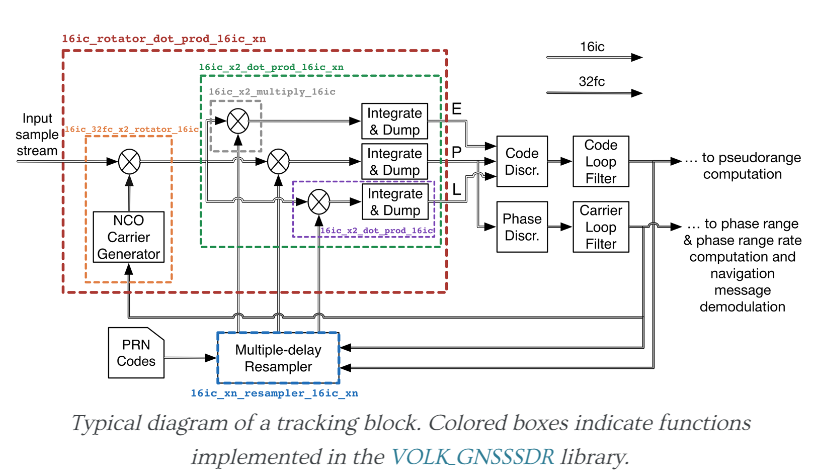 16ic_rotator_dot_prod_16ic_xn
16ic
16ic_x2_dot_prod_16ic_xn
16ic_x2_multiply_16ic
32fc
Input
sample
stream
16ic_32fc_x2_rotator_16ic
Integrate
& Dump
E
Integrate
& Dump
P
Integrate
& Dump
L
16ic_x2_dot_prod_16ic
NCO
Carrier
Generator
Code
Discr.
Code
Loop
Filter
... to pseudorange
computation
Phase
Discr.
Carrier
Loop
Filter
... to phase range
& phase range rate
computation and
navigation
message
demodulation
PRN
Codes
Multiple-delay
Resampler
16ic_xn_resampler_16ic_xn
Typical diagram of a tracking block. Colored boxes indicate functions
implemented in the VOLK_GNSSSDR library.